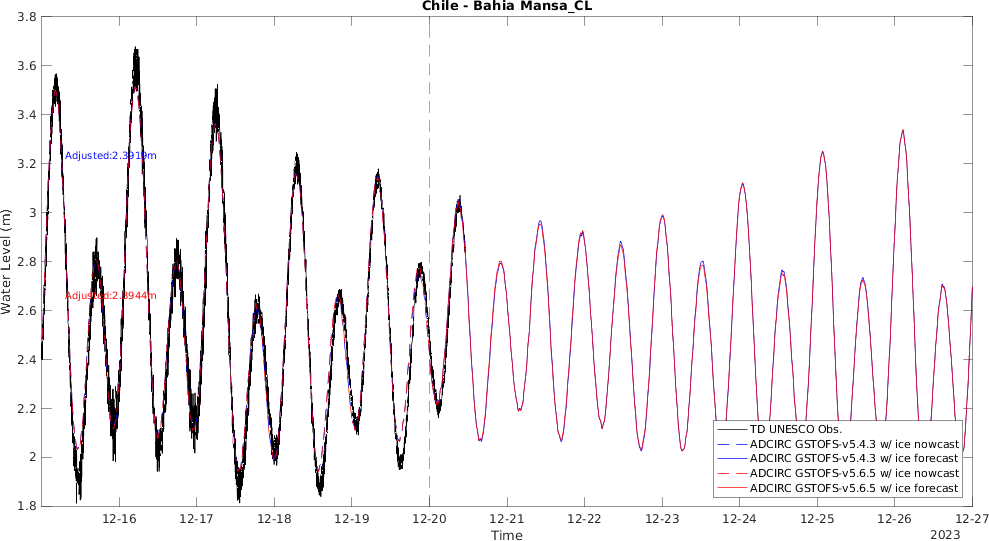 Chile - Bahia Mansa_CL
3.8
3.6
3.4
3.2
3
2.8
2.6
2.4
2.2
2
1.8
Water Level (m)
Adjusted:2.3919m
Adjusted:2.3944m
TD UNESCO Obs.
ADCIRC GSTOFS-v5.4.3 w/ ice nowcast
ADCIRC GSTOFS-v5.4.3 w/ ice forecast
ADCIRC GSTOFS-v5.6.5 w/ ice nowcast
ADCIRC GSTOFS-v5.6.5 w/ ice forecast
12-16
12-17
12-18
12-19
12-20
12-21
12-22
12-23
12-24
12-25
12-26
12-27
Time
2023